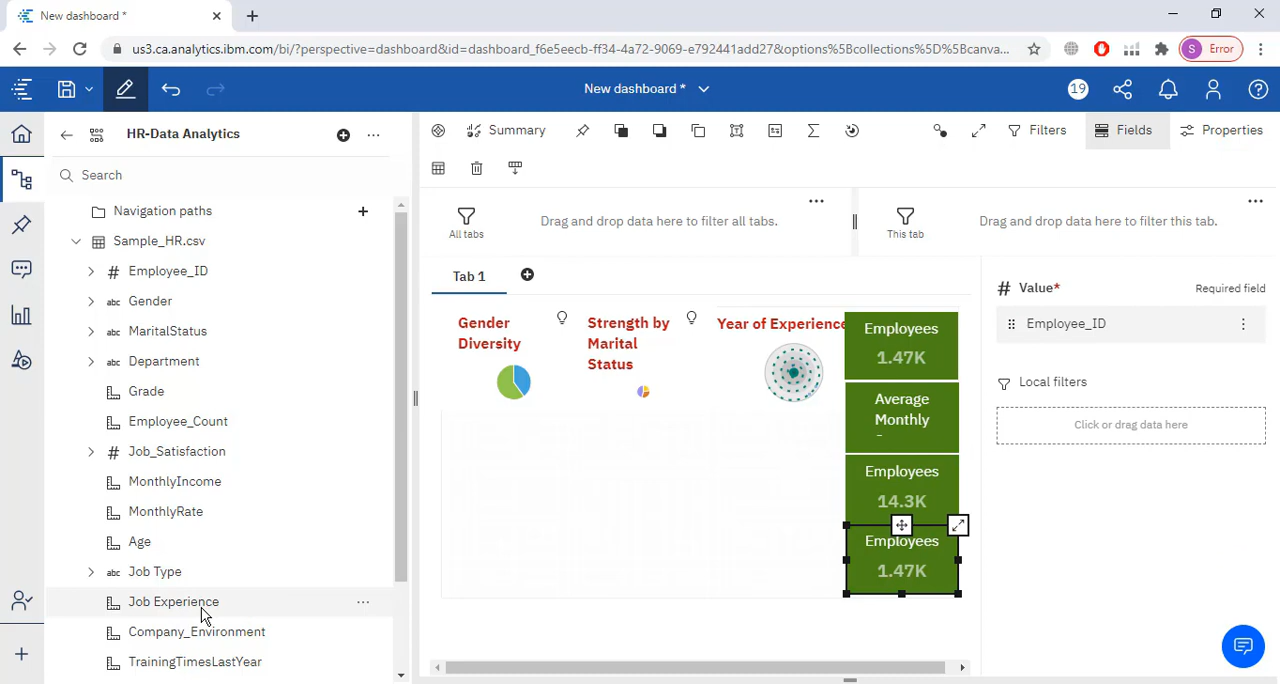 New dashboard *
us3.ca.analytics.ibm.com/bi/?perspective=dashboard&id=dashboard_f6e5eecb-ff34-4a72-9069-e792441add27&options%5Bcollections%5D%5Bcanva...
S Error
New dashboard *
19
HR-Data Analytics
Summary
Filters
Fields
Properties
Search
Navigation paths
Sample_HR.csv
# Employee_ID
abc Gender
abc MaritalStatus
abc Department
Grade
Employee_Count
# Job_Satisfaction
MonthlyIncome
MonthlyRate
Age
abc Job Type
Job Experience
Company_Environment
TrainingTimesLastYear
All tabs
Drag and drop data here to filter all tabs.
This tab
Drag and drop data here to filter this tab.
Tab 1
Gender
Diversity
Strength by
Marital
Status
Year of Experience
Employees
1.47K
Average
Monthly
Employees
14.3K
Employees
1.47K
# Value*
Required field
Employee_ID
Local filters
Click or drag data here